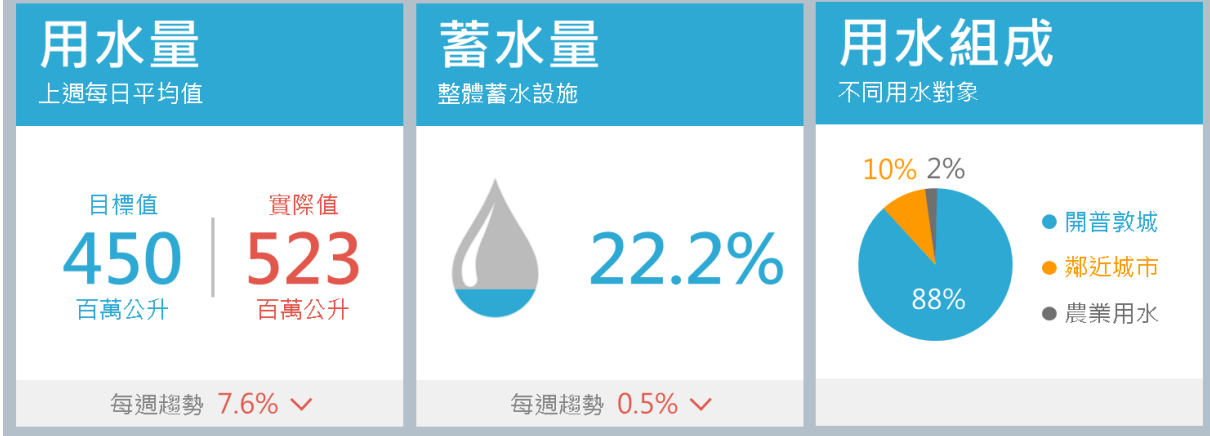 用水量
上週每日平均值
目標值
450
百萬公升
實際值
523
百萬公升
每週趨勢 7.6%
蓄水量
整體蓄水設施
22.2%
每週趨勢 0.5%
用水組成
不同用水對象
10% 2%
88%
開普敦城
鄰近城市
農業用水